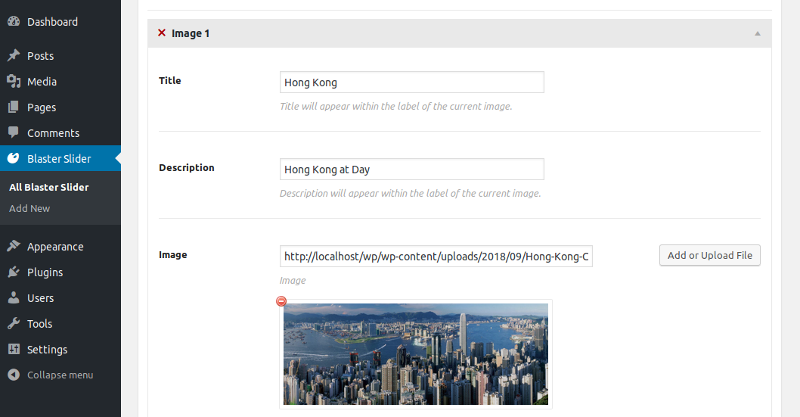 Dashboard
Posts
Media
Pages
Comments
Blaster Slider
All Blaster Slider
Add New
Appearance
Plugins
Users
Tools
Settings
Collapse menu
Image 1
Title
Hong Kong
Title will appear within the label of the current image.
Description
Hong Kong at Day
Description will appear within the label of the current image.
Image
http://localhost/wp/wp-content/uploads/2018/09/Hong-Kong-C
Add or Upload File
Image